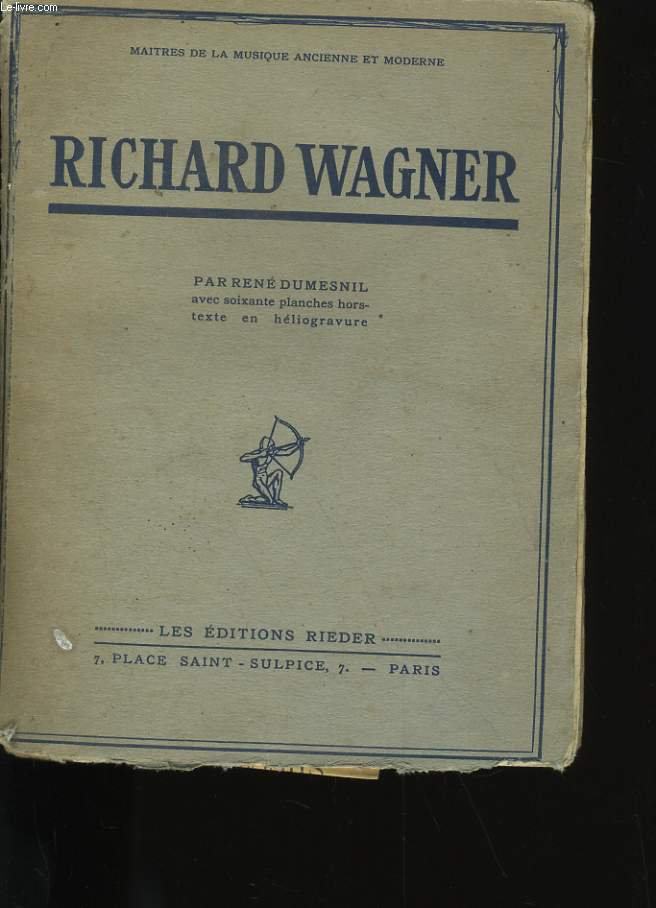 Le-livre.com
MAITRES DE LA MUSIQUE ANCIENNE ET MODERNE
RICHARD WAGNER
PAR RENÉ DUMESNIL
avec soixante planches hors-
texte en héliogravure
LES ÉDITIONS RIEDER
7, PLACE SAINT-SULPICE, 7. — PARIS